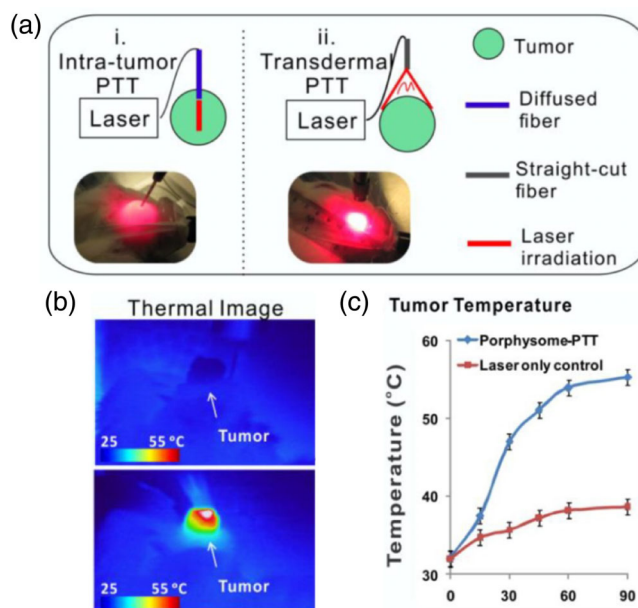 (a)
i.
Intra-tumor
PTT
Laser
ii.
Transdermal
PTT
Laser
Tumor
Diffused
fiber
Straight-cut
fiber
Laser
irradiation
(b)
Thermal Image
Tumor
25 55 ºC
Tumor
25 55 ºC
(c)
Tumor Temperature
Porphysome-PTT
Laser only control
Temperature (°C)
60
50
40
30
0 30 60 90